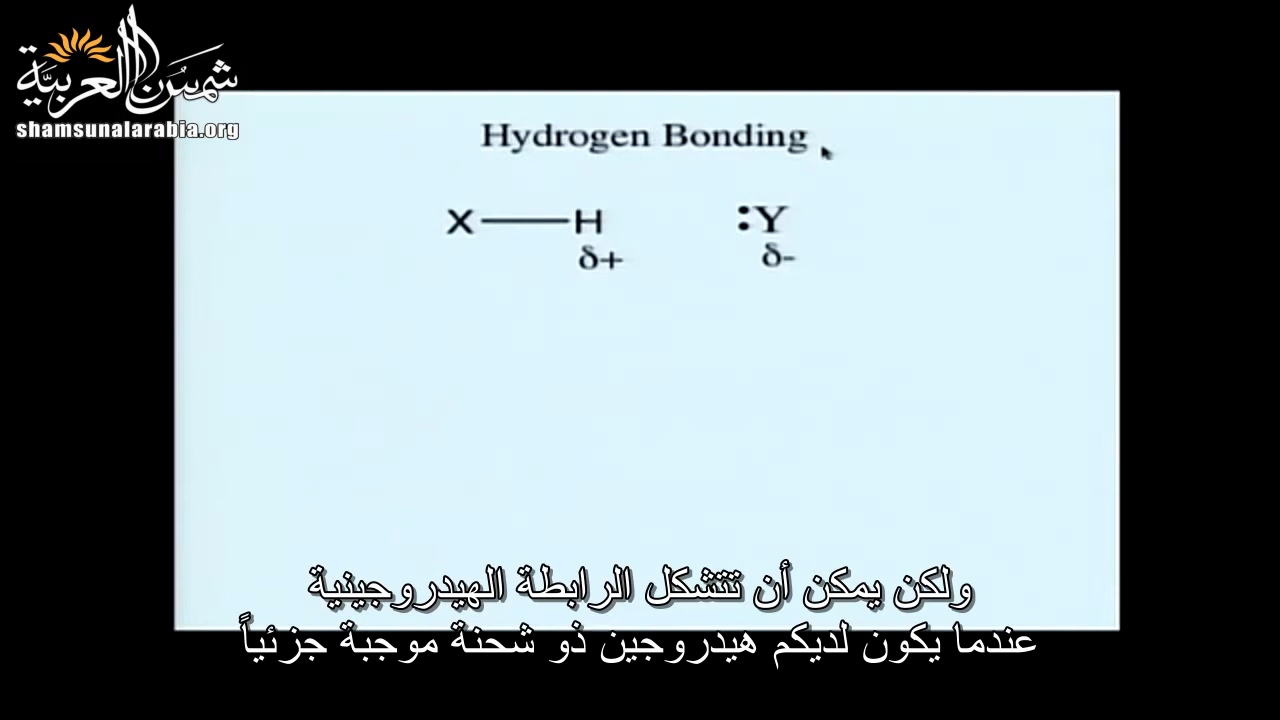 شمسن العربية
shamsunalarabia.org
Hydrogen Bonding
X—H :Y
δ+ δ-
ولكن يمكن أن تتشكل الرابطة الهيدروجينية
عندما يكون لديكم هيدروجين ذو شحنة موجبة جزئياً